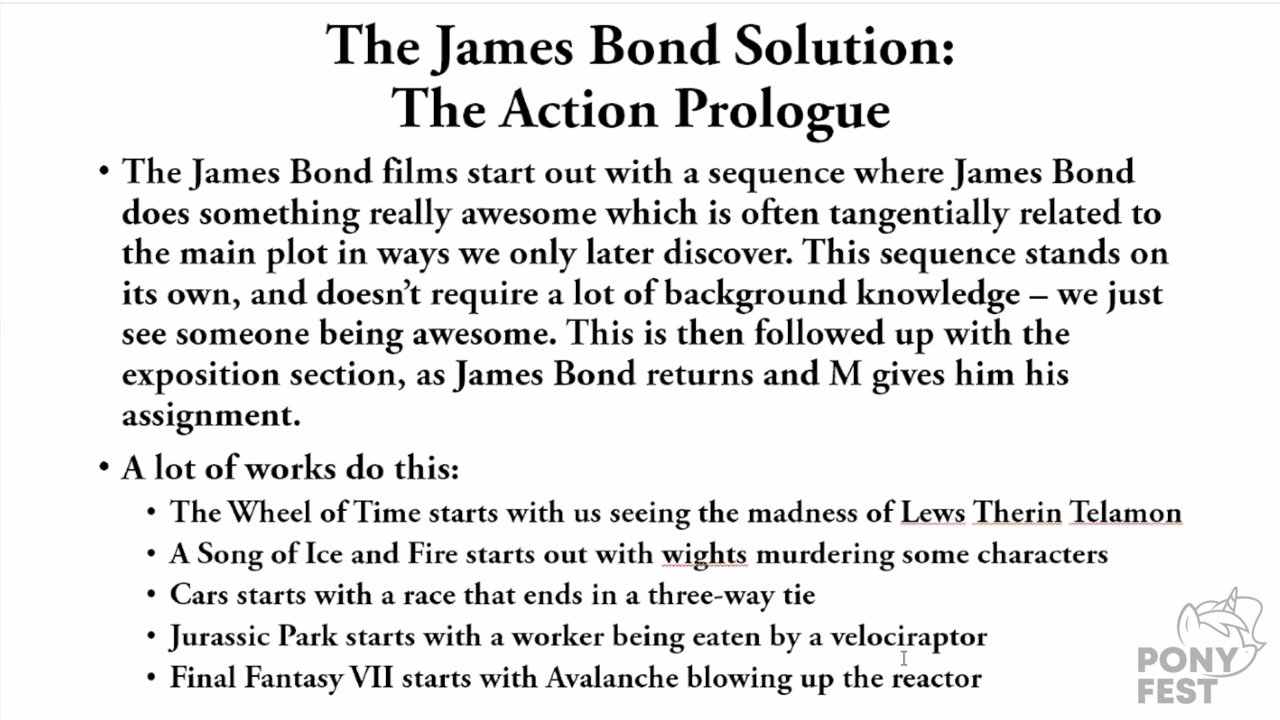 The James Bond Solution:
The Action Prologue
• The James Bond films start out with a sequence where James Bond
does something really awesome which is often tangentially related to
the main plot in ways we only later discover. This sequence stands on
its own, and doesn’t require a lot of background knowledge – we just
see someone being awesome. This is then followed up with the
exposition section, as James Bond returns and M gives him his
assignment.
• A lot of works do this:
• The Wheel of Time starts with us seeing the madness of Lews Therin Telamon
• A Song of Ice and Fire starts out with wights murdering some characters
• Cars starts with a race that ends in a three-way tie
• Jurassic Park starts with a worker being eaten by a velociraptor
• Final Fantasy VII starts with Avalanche blowing up the reactor
PONY
FEST